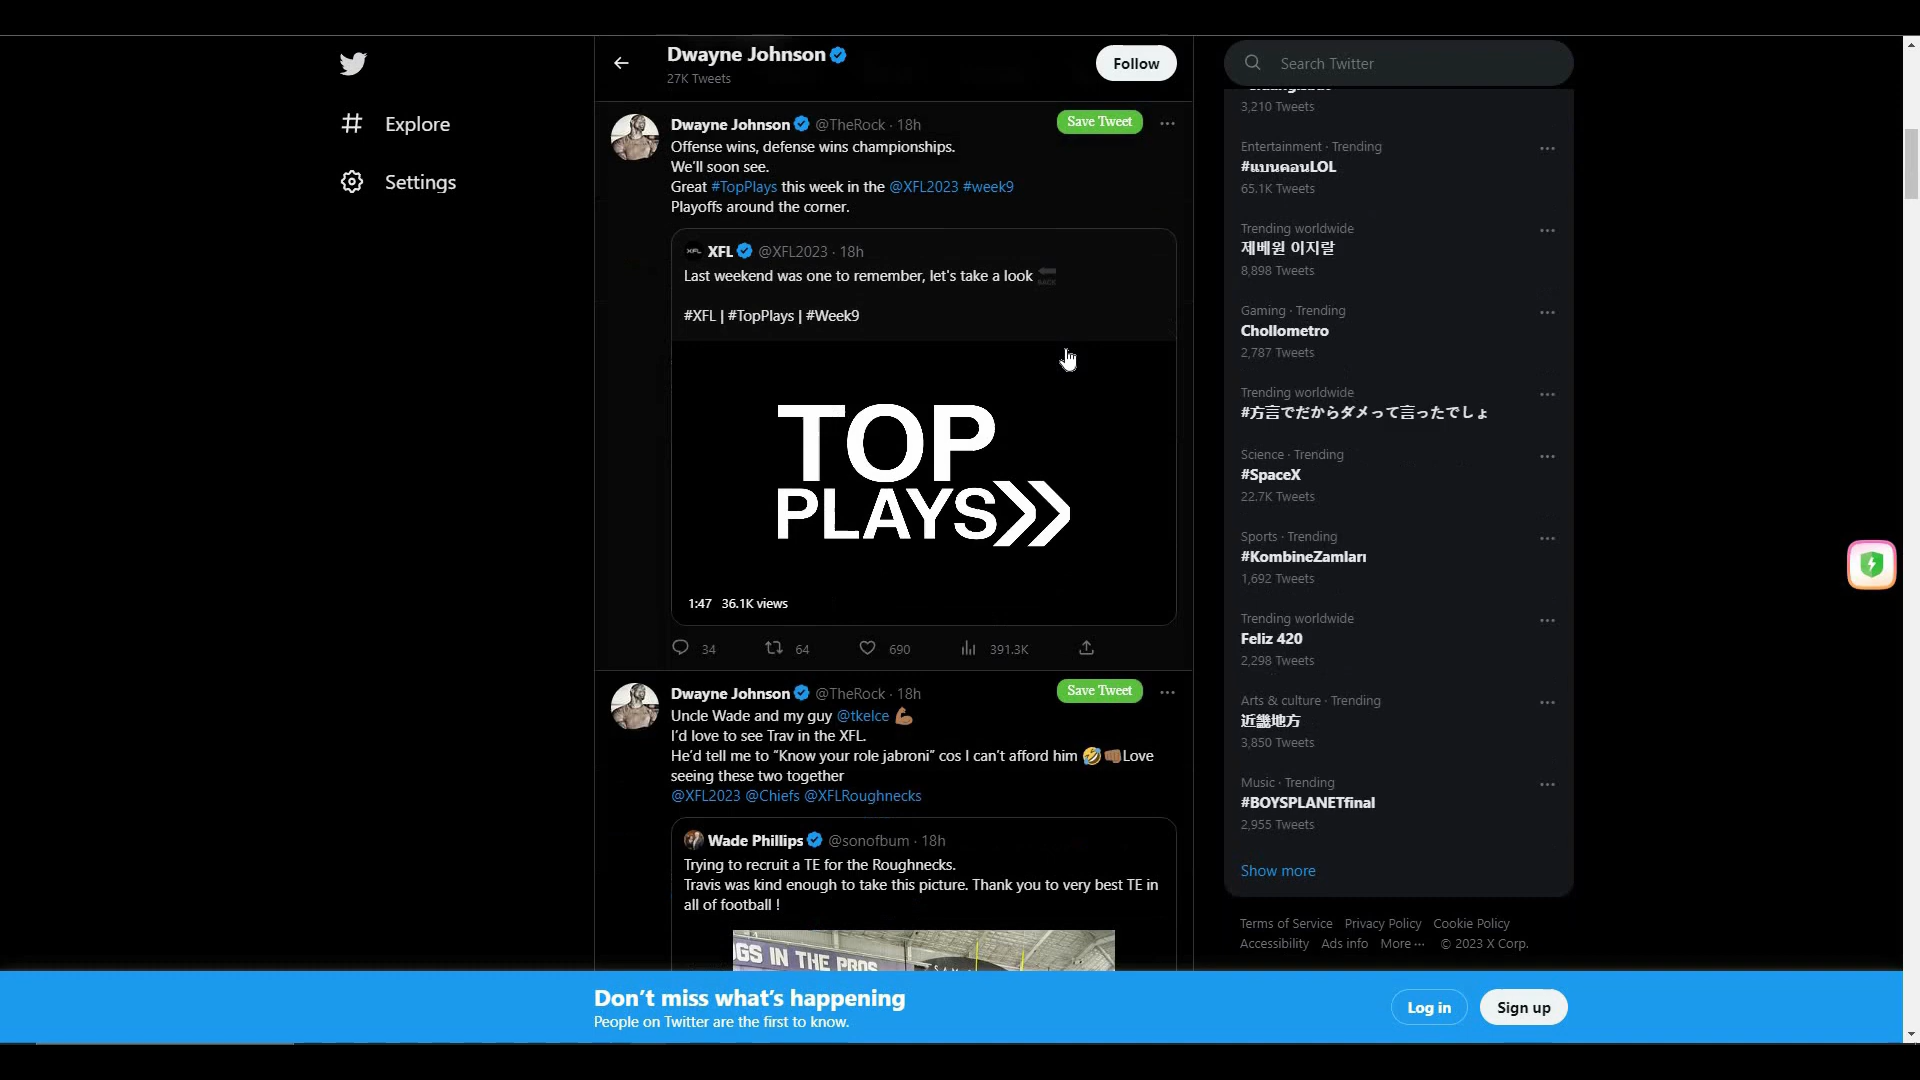 Dwayne Johnson
27K Tweets
Follow
Explore
Settings
Dwayne Johnson @TheRock · 18h
Save Tweet
Offense wins, defense wins championships.
We'll soon see.
Great #TopPlays this week in the @XFL2023 #week9
Playoffs around the corner.
XFL @XFL2023 · 18h
Last weekend was one to remember, let's take a look
#XFL | #TopPlays | #Week9
TOP
PLAYS
1:47 36.1K views
34 64 690 391.3K
Dwayne Johnson @TheRock · 18h
Save Tweet
Uncle Wade and my guy @tkelce 💪🏾
I'd love to see Trav in the XFL.
He'd tell me to “Know your role jabroni” cos I can't afford him 🤣👊🏾Love
seeing these two together
@XFL2023 @Chiefs @XFLRoughnecks
Wade Phillips @sonofbum · 18h
Trying to recruit a TE for the Roughnecks.
Travis was kind enough to take this picture. Thank you to very best TE in
all of football !
GS IN THE PROS
Search Twitter
3,210 Tweets
Entertainment · Trending
#แบนคอนLOL
65.1K Tweets
Trending worldwide
제베원 이지랄
8,898 Tweets
Gaming · Trending
Chollometro
2,787 Tweets
Trending worldwide
#方言でだからダメって言ったでしょ
Science · Trending
#SpaceX
22.7K Tweets
Sports · Trending
#KombineZamları
1,692 Tweets
Trending worldwide
Feliz 420
2,298 Tweets
Arts & culture · Trending
近畿地方
3,850 Tweets
Music · Trending
#BOYSPLANETfinal
2,955 Tweets
Show more
Terms of Service Privacy Policy Cookie Policy
Accessibility Ads info More ··· © 2023 X Corp.
Don't miss what's happening
People on Twitter are the first to know.
Log in
Sign up